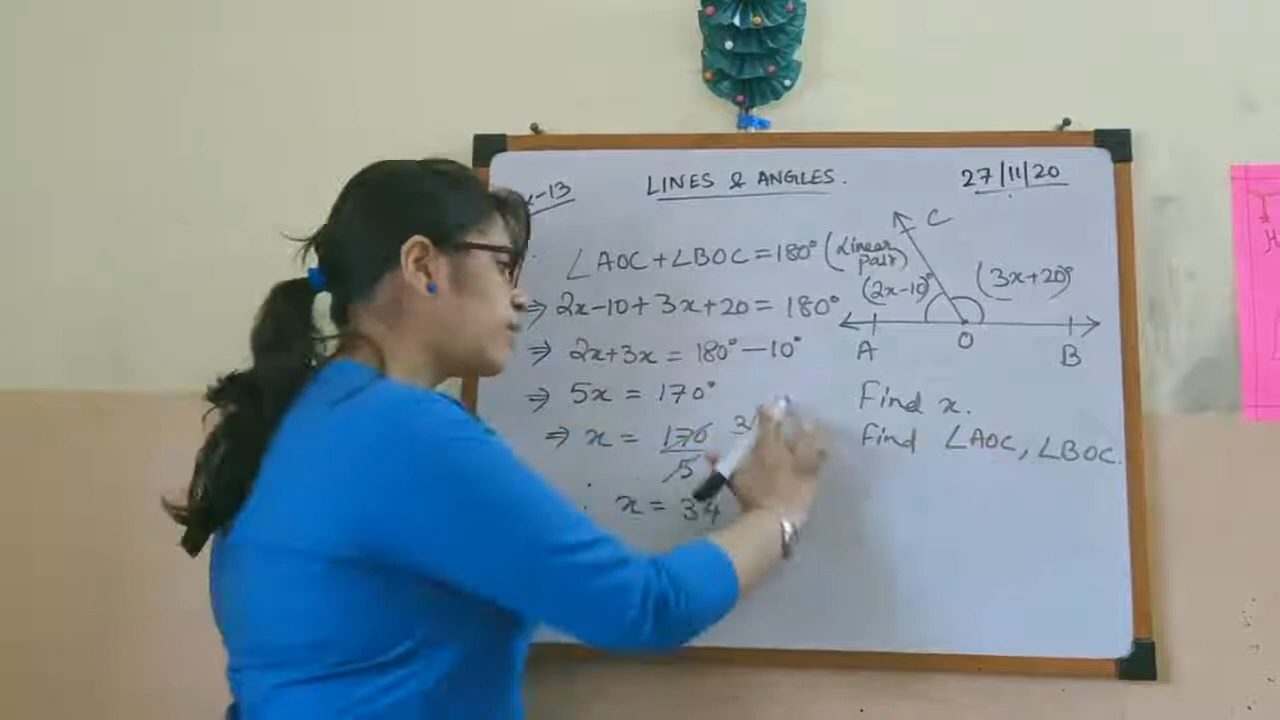 LINES & ANGLES.
27/11/20
-13
∠AOC+∠BOC=180° (Linear pair)
⇒ 2x-10+3x+20=180°
⇒ 2x+3x=180°-10°
⇒ 5x=170°
⇒ x=170/5
x=34
C
(2x-10)°
(3x+20)°
A
O
B
Find x.
Find ∠AOC, ∠BOC.